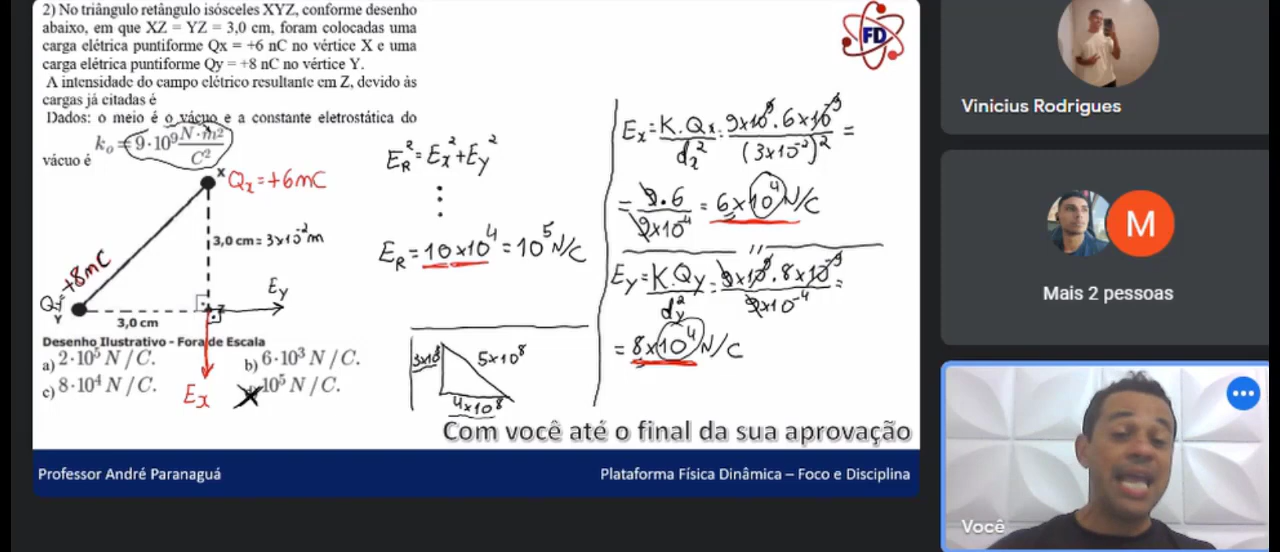 2) No triângulo retângulo isósceles XYZ, conforme desenho
abaixo, em que XZ = YZ = 3,0 cm, foram colocadas uma
carga elétrica puntiforme Qx = +6 nC no vértice X e uma
carga elétrica puntiforme Qy = +8 nC no vértice Y.
A intensidade do campo elétrico resultante em Z, devido às
cargas já citadas é
Dados: o meio é o vácuo e a constante eletrostática do
vácuo é k₀ = 9·10⁹ N·m²/C²
X Qx=+6nC
3,0 cm = 3x10⁻²m
+8nC
Qy
Y
3,0 cm
Z
Ey
Ex
Desenho Ilustrativo - Fora de Escala
a) 2·10⁵ N/C. b) 6·10³ N/C.
c) 8·10⁴ N/C. 10⁵ N/C.
E_R² = Ex² + Ey²
E_R = 10x10⁴ = 10⁵ N/C
3x10⁸ 5x10⁸
4x10⁸
Ex = K.Qx/dx² = 9x10⁹.6x10⁻⁹/(3x10⁻²)² =
= 9.6/9x10⁻⁴ = 6x10⁴ N/C
Ey = K.Qy/dy² = 9x10⁹.8x10⁻⁹/9x10⁻⁴ =
= 8x10⁴ N/C
Com você até o final da sua aprovação
Professor André Paranaguá Plataforma Física Dinâmica – Foco e Disciplina
FD
Vinicius Rodrigues
M
Mais 2 pessoas
Você